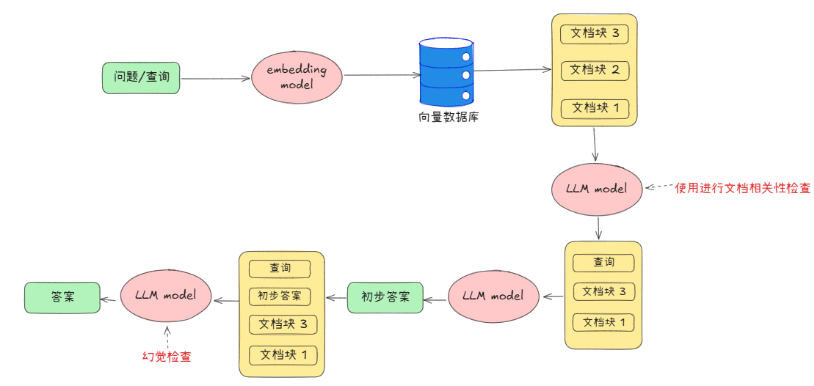 问题/查询
embedding
model
向量数据库
文档块 3
文档块 2
文档块 1
LLM model
使用进行文档相关性检查
查询
文档块 3
文档块 1
LLM model
初步答案
查询
初步答案
文档块 3
文档块 1
LLM model
幻觉检查
答案